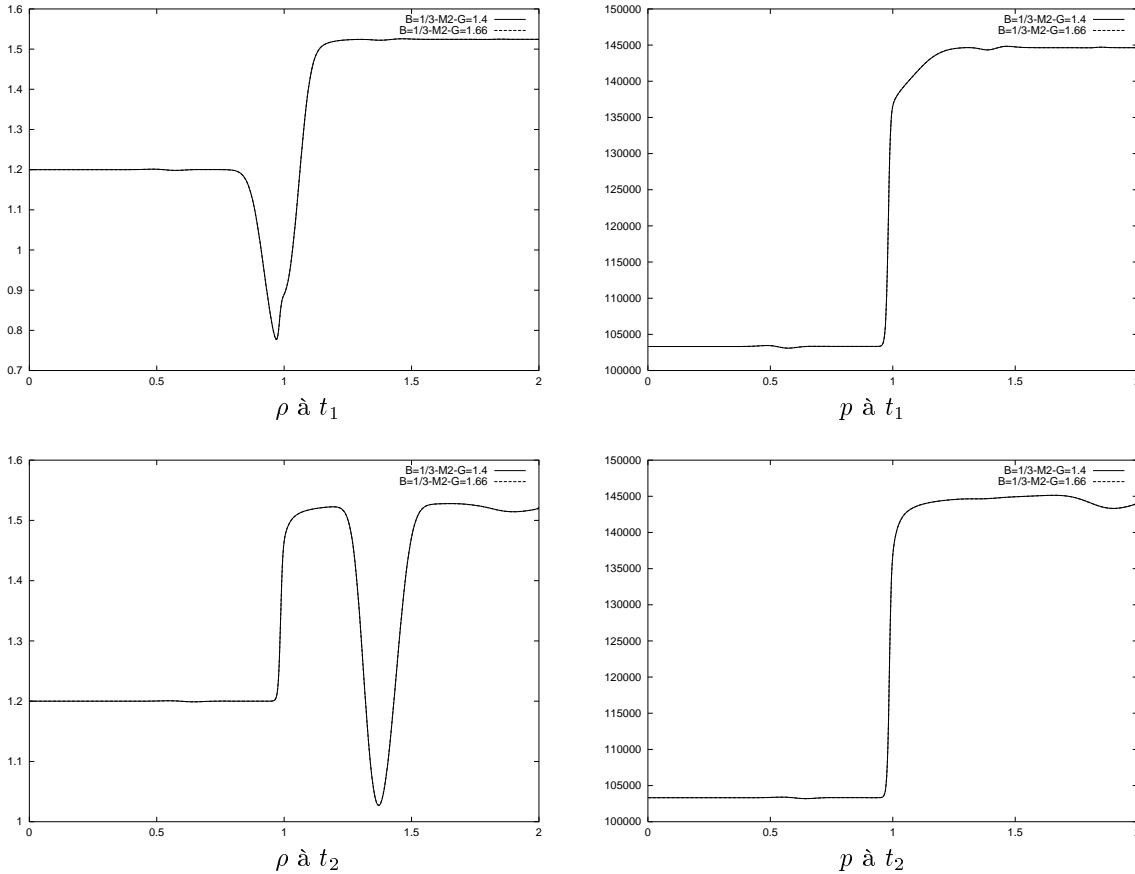 1.6
1.5
1.4
1.3
1.2
1.1
1
0.9
0.8
0.7
0 0.5 1 1.5 2
B=1/3-M2-G=1.4
B=1/3-M2-G=1.66
ρ à t₁
150000
145000
140000
135000
130000
125000
120000
115000
110000
105000
100000
0 0.5 1 1.5
B=1/3-M2-G=1.4
B=1/3-M2-G=1.66
p à t₁
1.6
1.5
1.4
1.3
1.2
1.1
1
0 0.5 1 1.5 2
B=1/3-M2-G=1.4
B=1/3-M2-G=1.66
ρ à t₂
150000
145000
140000
135000
130000
125000
120000
115000
110000
105000
100000
0 0.5 1 1.5
B=1/3-M2-G=1.4
B=1/3-M2-G=1.66
p à t₂